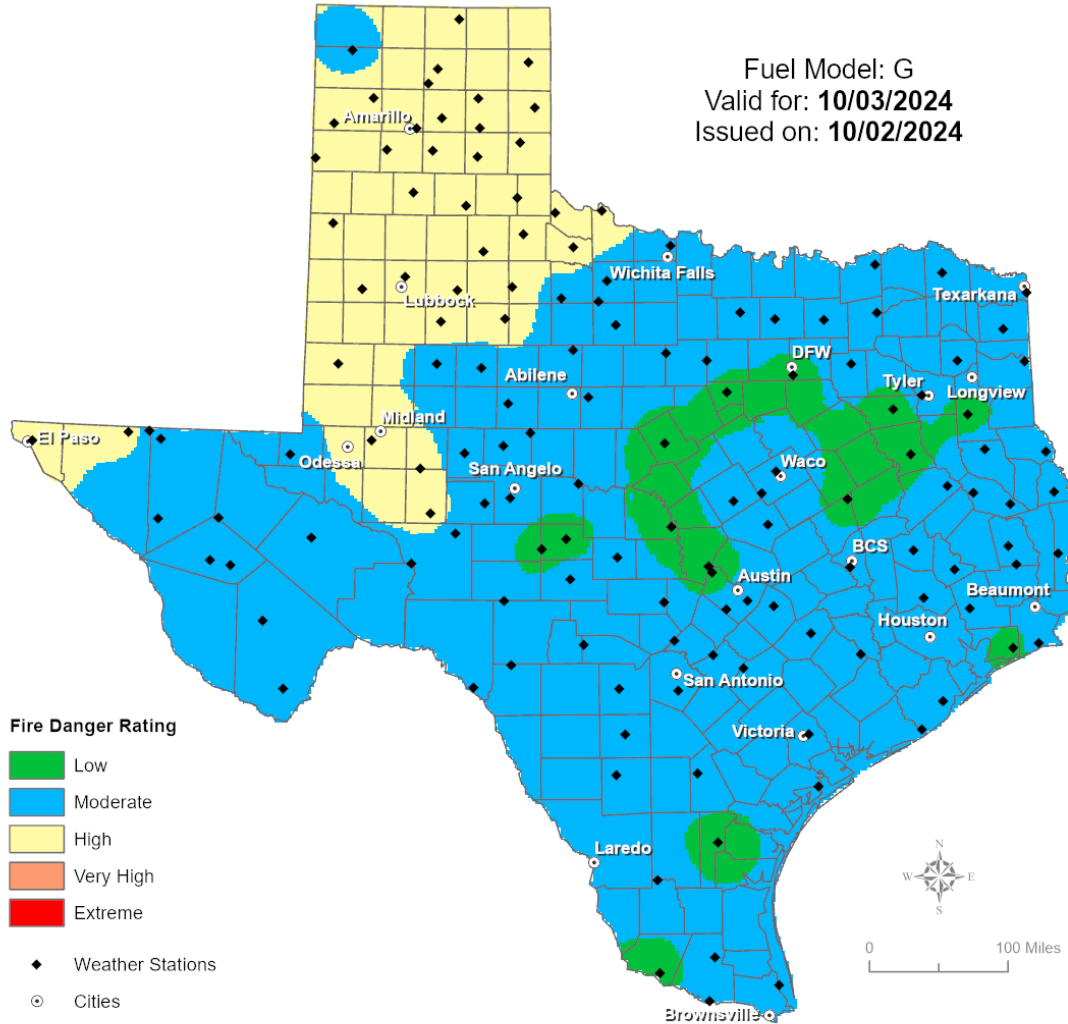 Fuel Model: G
Valid for: 10/03/2024
Issued on: 10/02/2024
Amarillo
Wichita Falls
Lubbock
Texarkana
DFW
Abilene
Tyler
Longview
Midland
El Paso
Odessa
San Angelo
Waco
BCS
Austin
Beaumont
Houston
San Antonio
Victoria
Fire Danger Rating
Low
Moderate
High
Very High
Extreme
Weather Stations
Cities
Laredo
Brownsville
N
W E
S
0 100 Miles